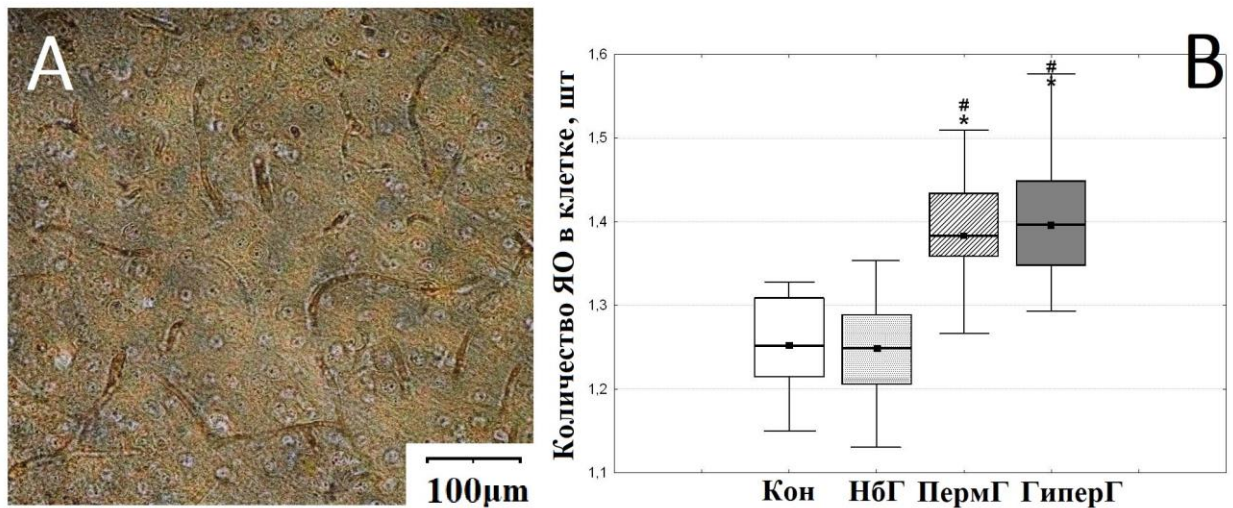 A
100μm
B
Количество ЯО в клетке, шт
1,6
1,5
1,4
1,3
1,2
1,1
#
*
#
*
Кон НбГ ПермГ ГиперГ